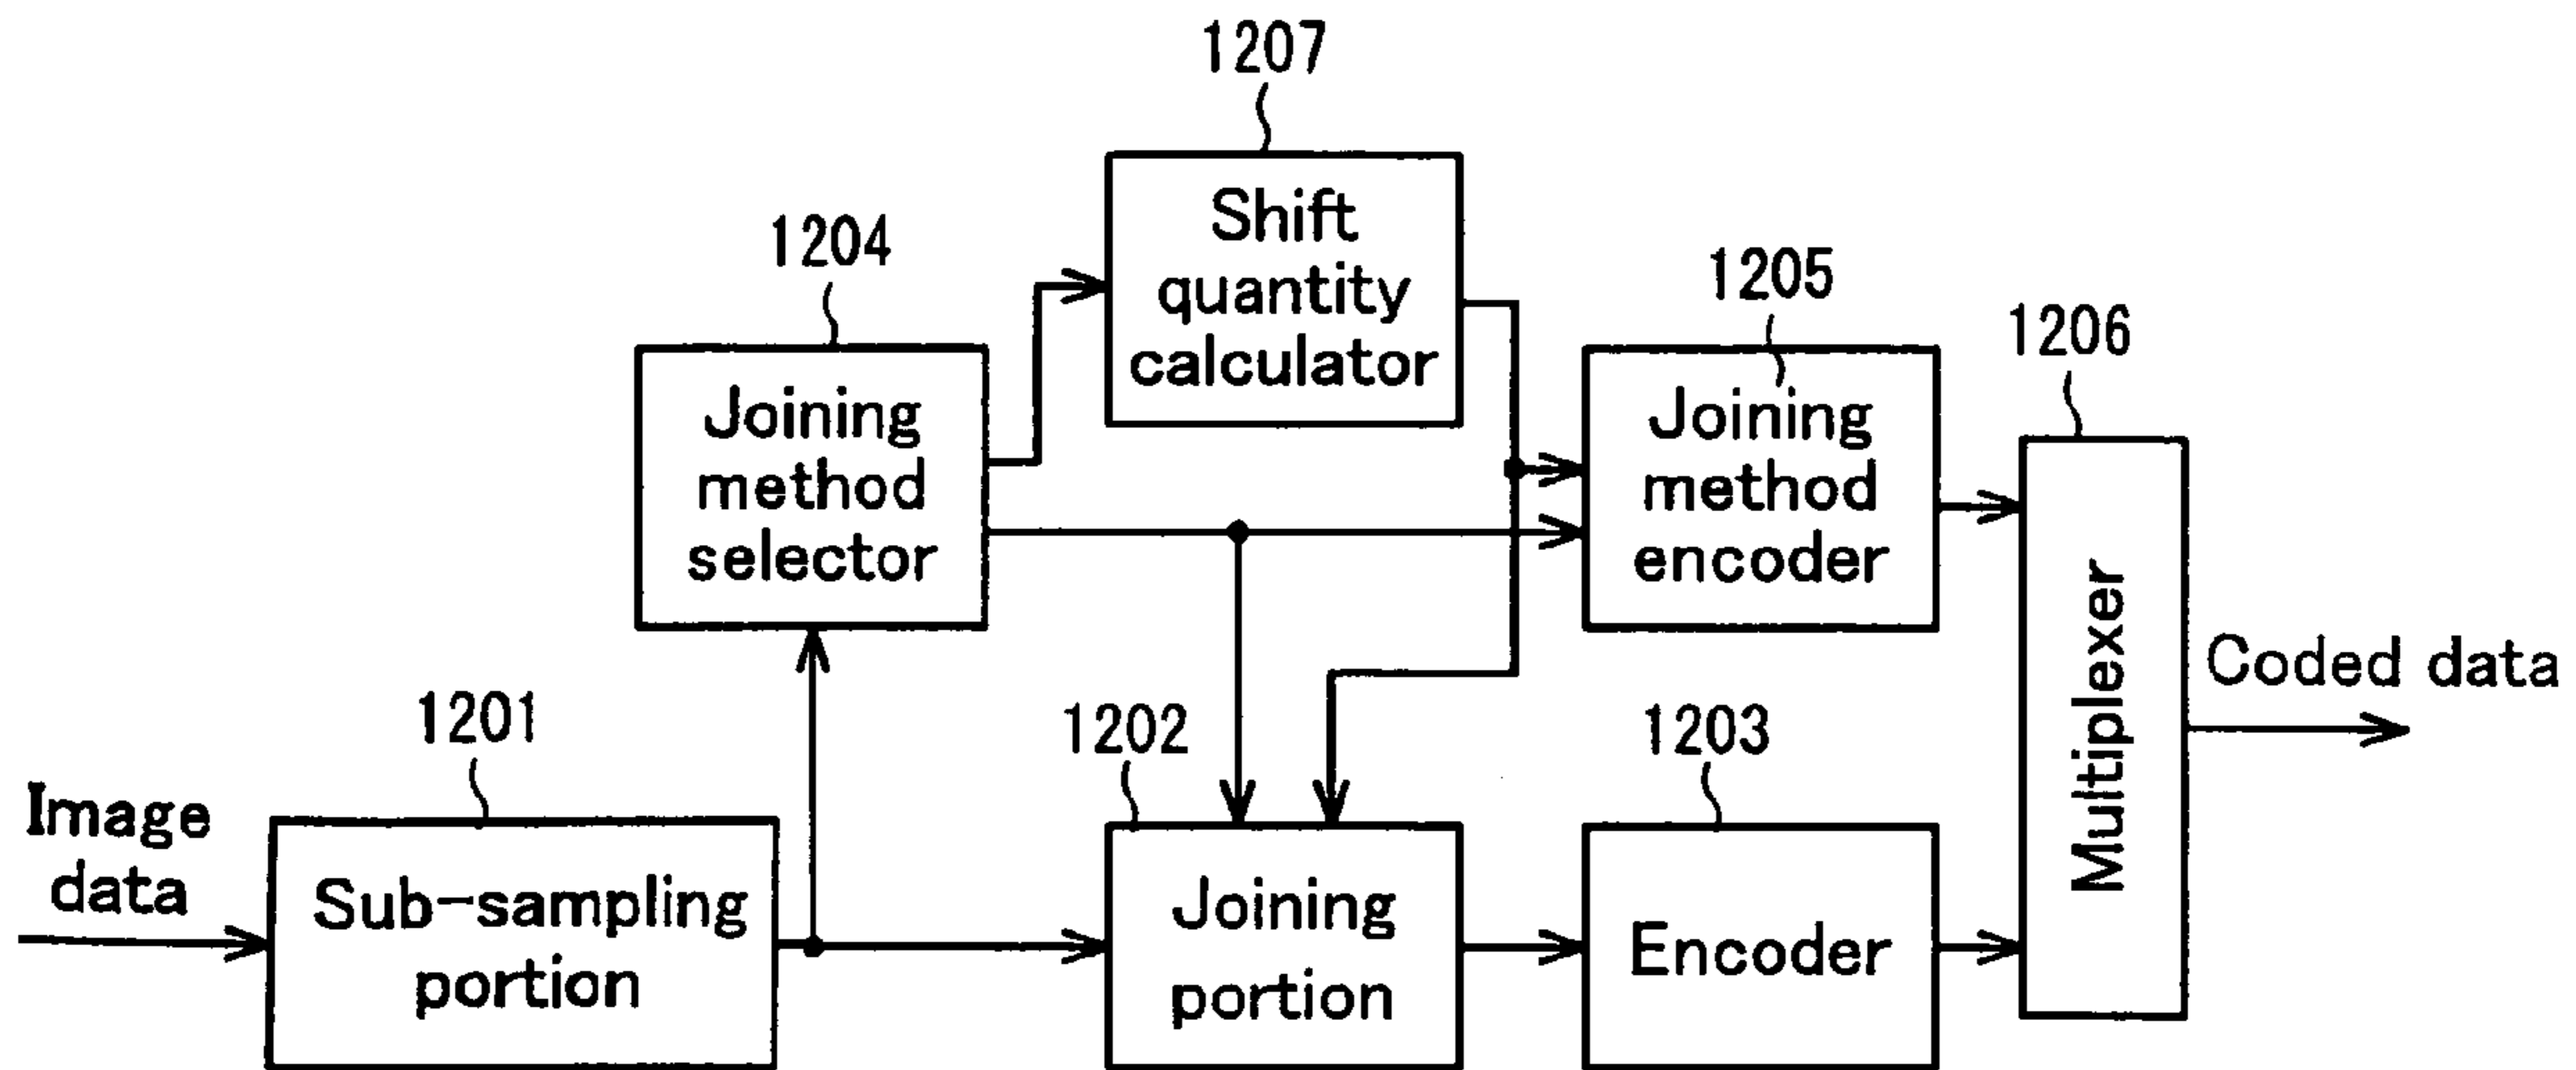 1207
Shift
quantity
calculator
1204
Joining
method
selector
1205
Joining
method
encoder
1206
Multiplexer
Coded data
Image
data
1201
Sub-sampling
portion
1202
Joining
portion
1203
Encoder